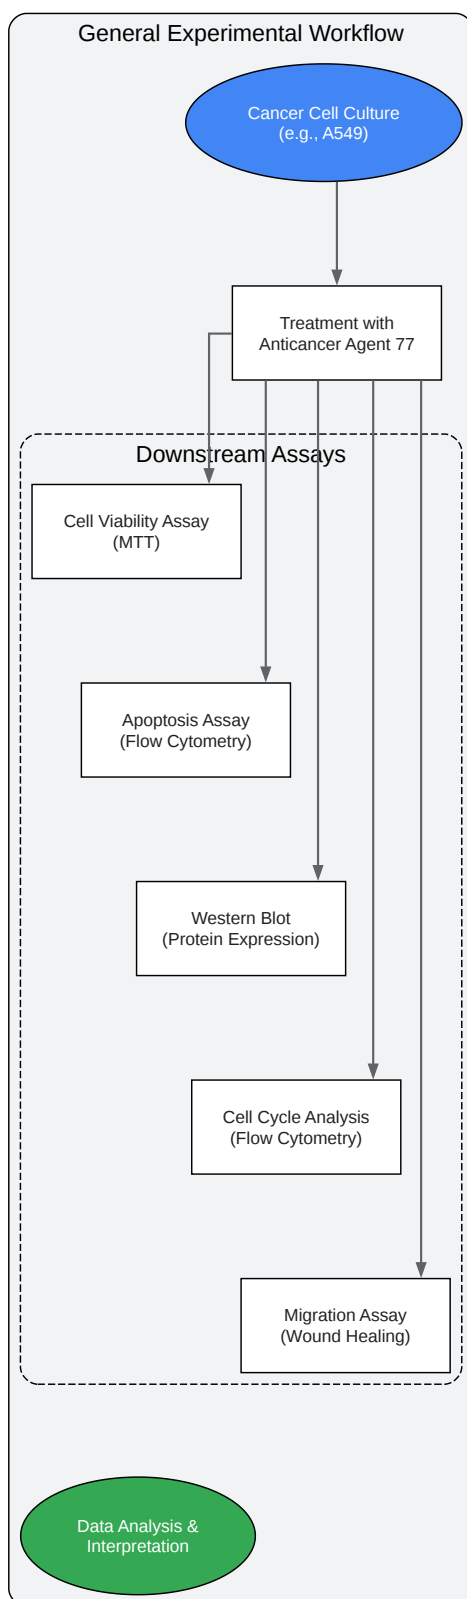 General Experimental Workflow
Cancer Cell Culture
(e.g., A549)
Treatment with
Anticancer Agent 77
Downstream Assays
Cell Viability Assay
(MTT)
Apoptosis Assay
(Flow Cytometry)
Western Blot
(Protein Expression)
Cell Cycle Analysis
(Flow Cytometry)
Migration Assay
(Wound Healing)
Data Analysis &
Interpretation